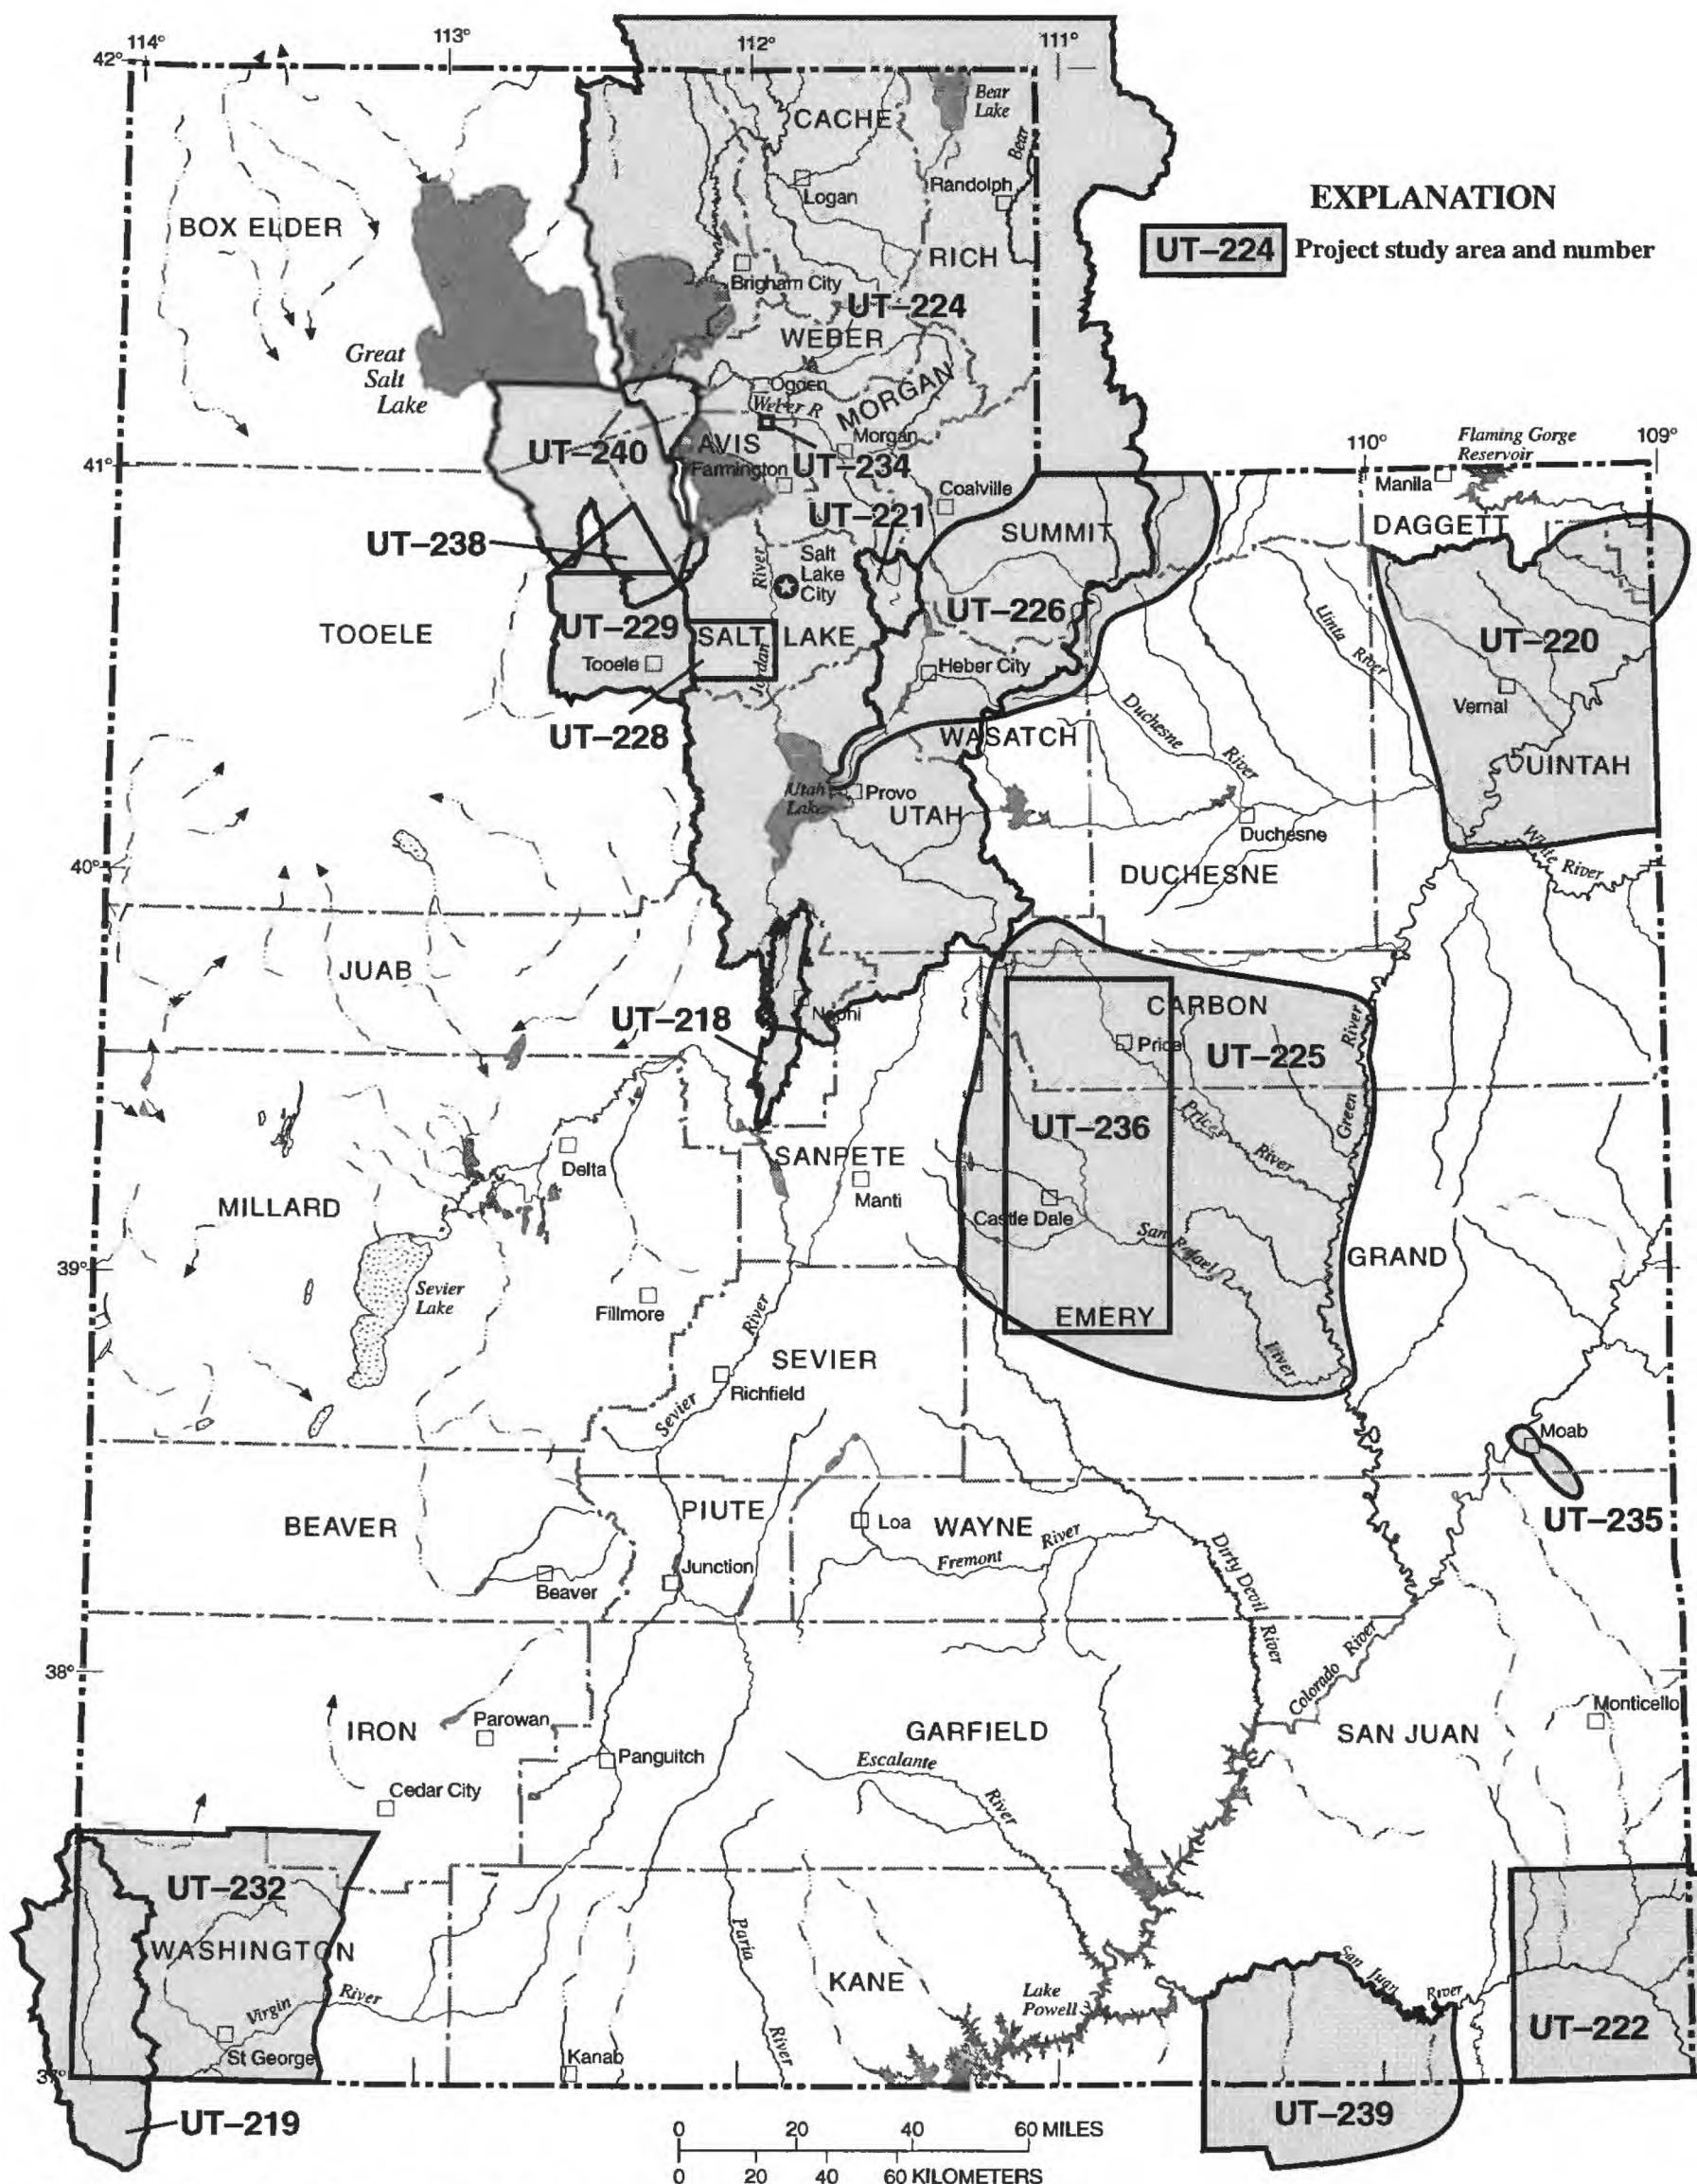 114°
113°
112°
111°
42°
Bear
Lake
CACHE
Bear
Logan
Randolph
EXPLANATION
UT–224 Project study area and number
BOX ELDER
RICH
Brigham City
UT–224
WEBER
Great
Salt
Lake
Ogden
Weber R
MORGAN
Morgan
AVIS
UT–240
Farmington
UT–234
41°
110°
Flaming Gorge
Reservoir
109°
Manila
DAGGETT
Coalville
UT–221
SUMMIT
UT–238
River
Salt
Lake
City
UT–226
Uinta
River
UT–220
TOOELE
UT–229
SALT LAKE
Tooele
Jordan
Heber City
Vernal
UT–228
WASATCH
Duchesne
River
UINTAH
Utah
Lake
Provo
UTAH
Duchesne
White River
40°
DUCHESNE
JUAB
UT–218
Nephi
CARBON
Price
UT–225
Green
River
UT–236
Price
River
SANPETE
Delta
Manti
MILLARD
Castle Dale
San Rafael
River
GRAND
39°
Sevier
Lake
Fillmore
EMERY
River
SEVIER
Richfield
Sevier
Moab
UT–235
PIUTE
BEAVER
Loa
WAYNE
Fremont
River
Junction
Beaver
Dirty Devil
River
38°
Colorado River
Monticello
IRON
Parowan
GARFIELD
SAN JUAN
Panguitch
Escalante
River
Cedar City
UT–232
WASHINGTON
Paria
River
KANE
Lake
Powell
San Juan
River
Virgin
River
UT–222
St George
Kanab
37°
UT–219
UT–239
0 20 40 60 MILES
0 20 40 60 KILOMETERS